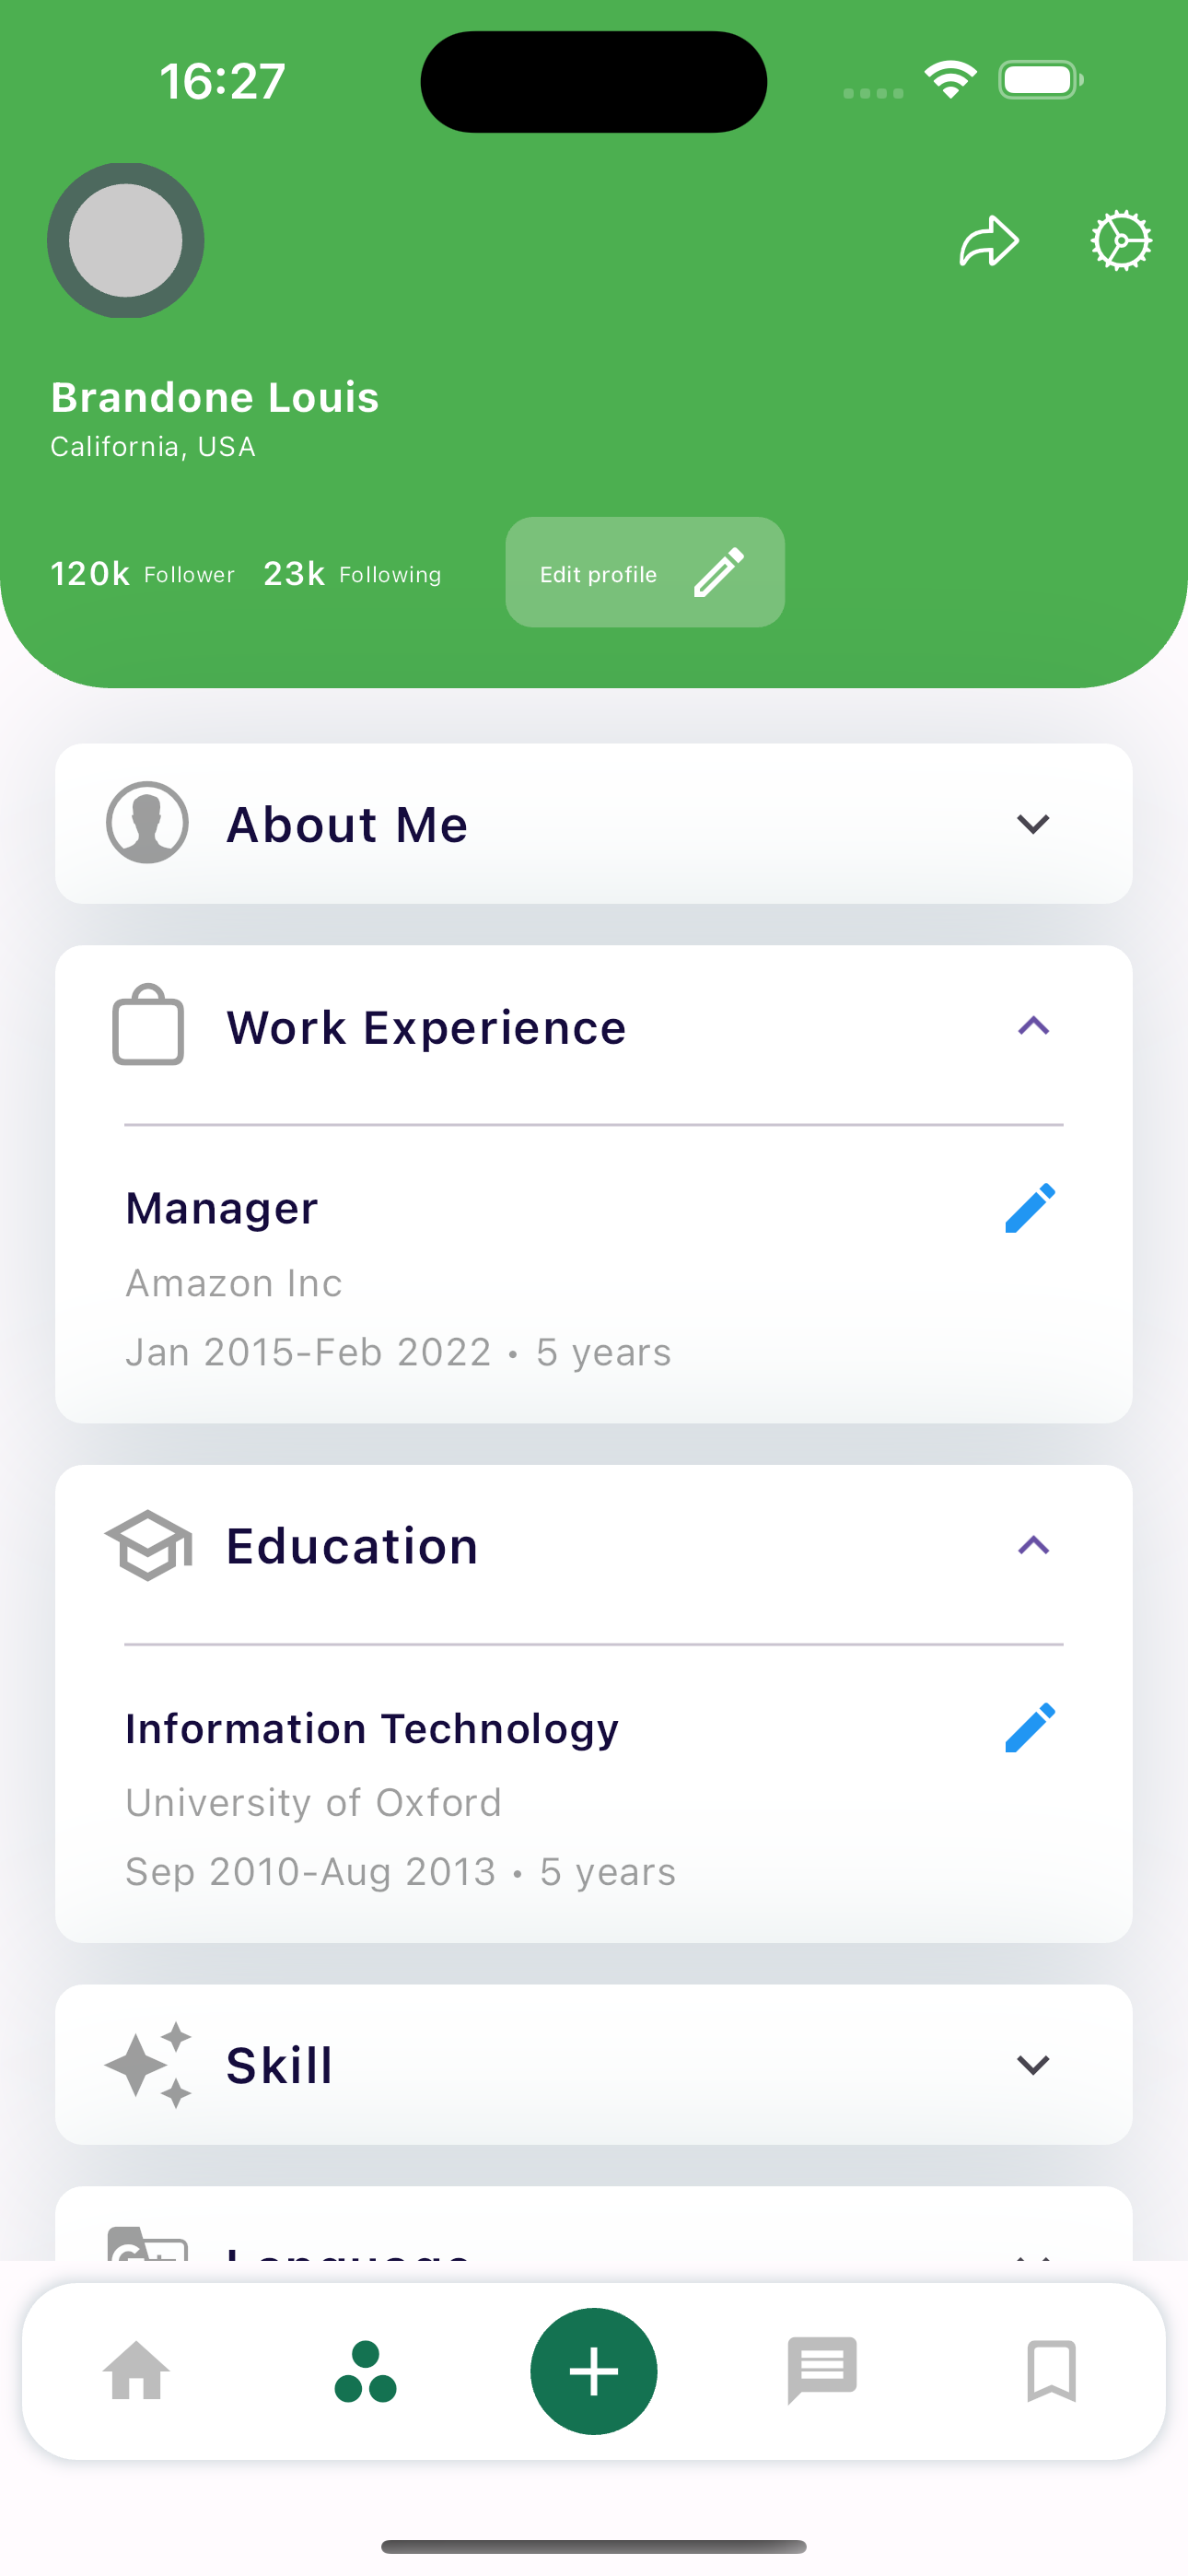 16:27
Brandone Louis
California, USA
120k Follower 23k Following Edit profile
About Me
Work Experience
Manager
Amazon Inc
Jan 2015-Feb 2022 • 5 years
Education
Information Technology
University of Oxford
Sep 2010-Aug 2013 • 5 years
Skill
Language